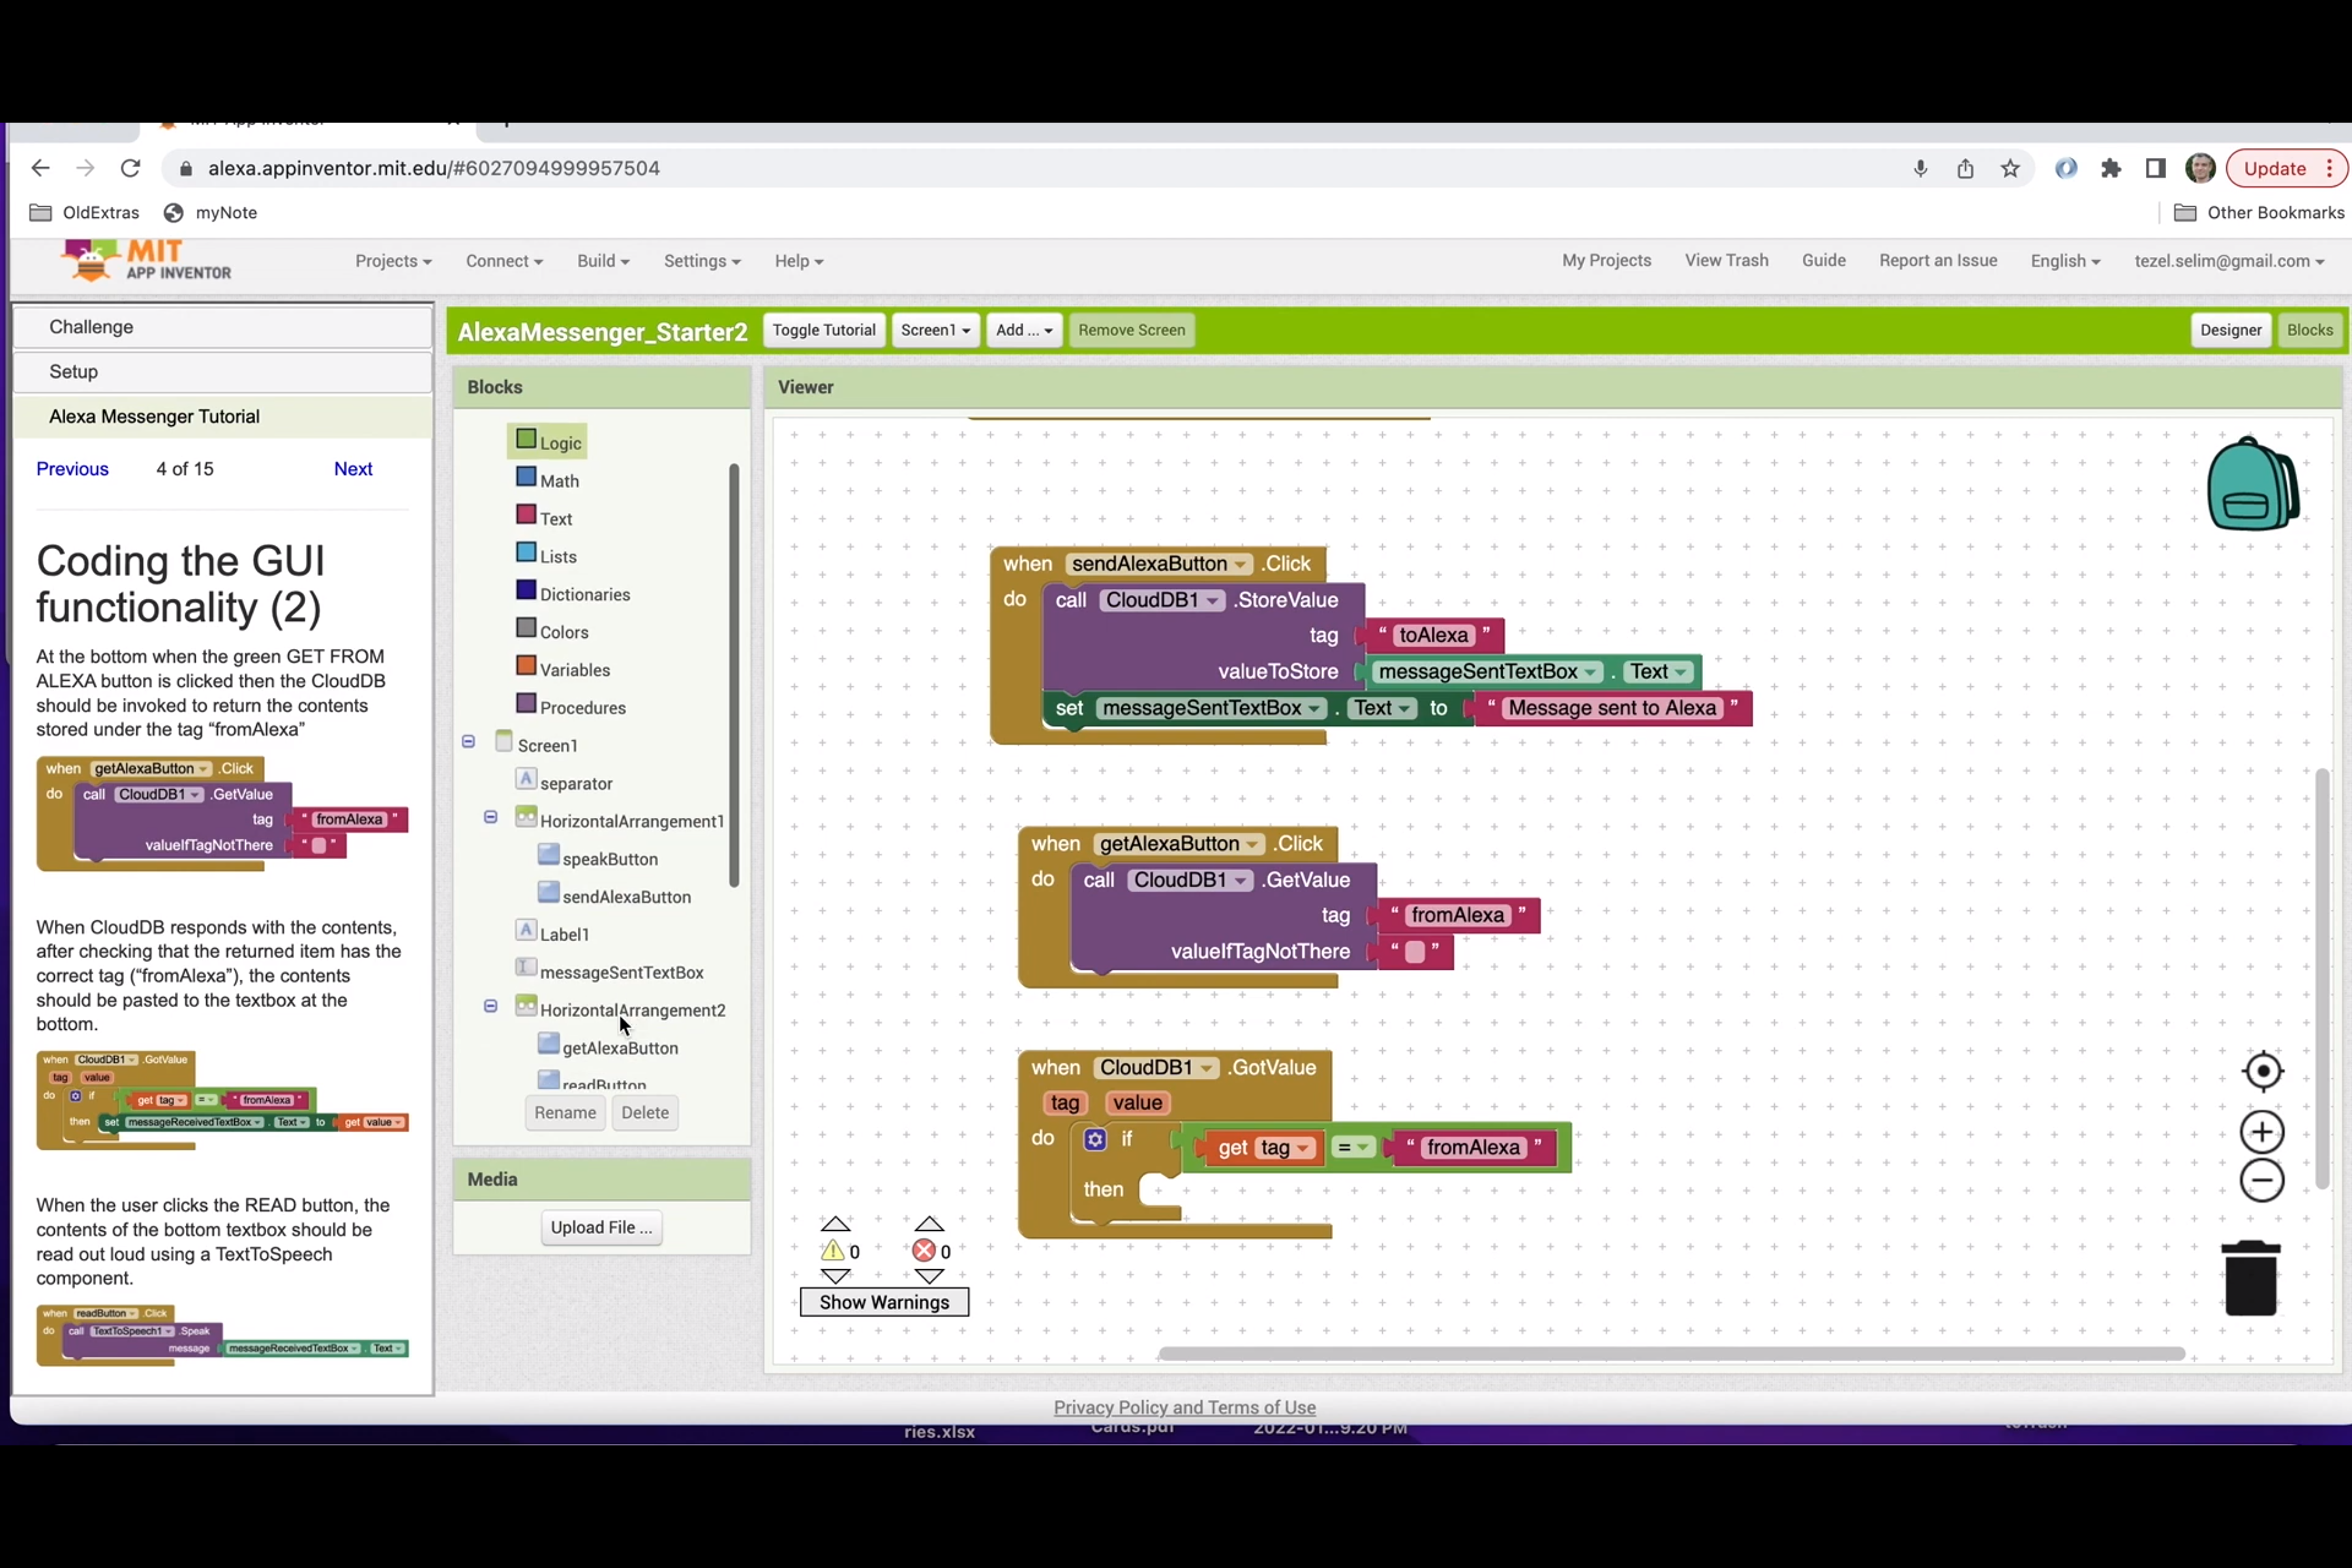 MIT App Inventor
alexa.appinventor.mit.edu/#6027094999957504
Update
OldExtras
myNote
Other Bookmarks
MIT
APP INVENTOR
Projects
Connect
Build
Settings
Help
My Projects
View Trash
Guide
Report an Issue
English
tezel.selim@gmail.com
Challenge
Setup
Alexa Messenger Tutorial
Previous
4 of 15
Next
Coding the GUI
functionality (2)
At the bottom when the green GET FROM
ALEXA button is clicked then the CloudDB
should be invoked to return the contents
stored under the tag “fromAlexa”
when getAlexaButton .Click
do call CloudDB1 .GetValue
tag “ fromAlexa ”
valueIfTagNotThere “ ”
When CloudDB responds with the contents,
after checking that the returned item has the
correct tag (“fromAlexa”), the contents
should be pasted to the textbox at the
bottom.
when CloudDB1 .GotValue
tag value
do if get tag = “ fromAlexa ”
then set messageReceivedTextBox . Text to get value
When the user clicks the READ button, the
contents of the bottom textbox should be
read out loud using a TextToSpeech
component.
when readButton .Click
do call TextToSpeech1 .Speak
message messageReceivedTextBox . Text
AlexaMessenger_Starter2
Toggle Tutorial
Screen1
Add ...
Remove Screen
Designer
Blocks
Blocks
Logic
Math
Text
Lists
Dictionaries
Colors
Variables
Procedures
Screen1
separator
HorizontalArrangement1
speakButton
sendAlexaButton
Label1
messageSentTextBox
HorizontalArrangement2
getAlexaButton
readButton
Rename
Delete
Media
Upload File ...
Viewer
when sendAlexaButton .Click
do call CloudDB1 .StoreValue
tag “ toAlexa ”
valueToStore messageSentTextBox . Text
set messageSentTextBox . Text to “ Message sent to Alexa ”
when getAlexaButton .Click
do call CloudDB1 .GetValue
tag “ fromAlexa ”
valueIfTagNotThere “ ”
when CloudDB1 .GotValue
tag value
do if get tag = “ fromAlexa ”
then
0
0
Show Warnings
Privacy Policy and Terms of Use
ries.xlsx
Cards.pdf
2022-01...9.20 PM